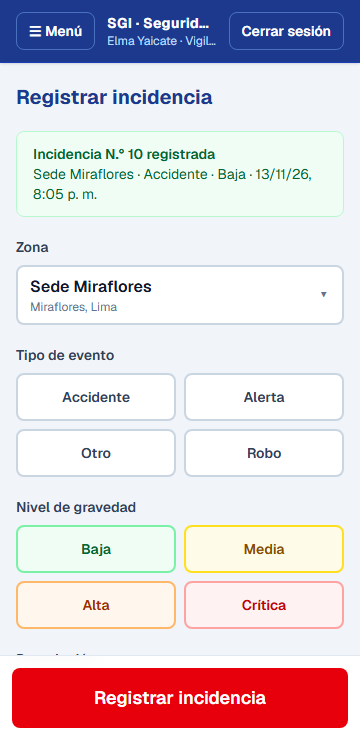 ☰ Menú
SGI · Segurid...
Elma Yaicate · Vigil...
Cerrar sesión
Registrar incidencia
Incidencia N.° 10 registrada
Sede Miraflores · Accidente · Baja · 13/11/26,
8:05 p. m.
Zona
Sede Miraflores
Miraflores, Lima
Tipo de evento
Accidente
Alerta
Otro
Robo
Nivel de gravedad
Baja
Media
Alta
Crítica
Registrar incidencia